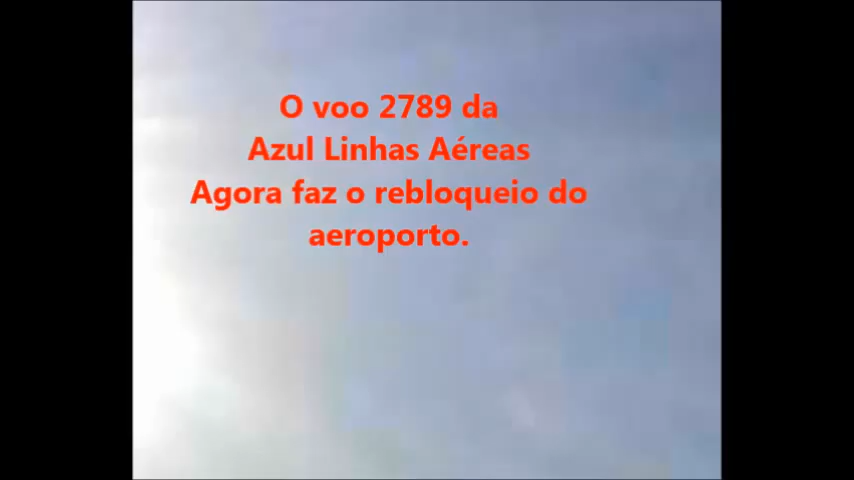 O voo 2789 da
Azul Linhas Aéreas
Agora faz o rebloqueio do
aeroporto.